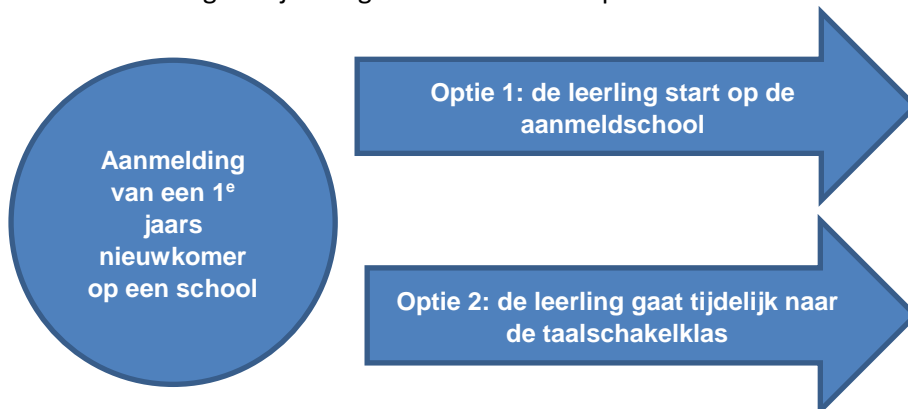 Aanmelding
van een 1e
jaars
nieuwkomer
op een school
Optie 1: de leerling start op de
aanmeldschool
Optie 2: de leerling gaat tijdelijk naar
de taalschakelklas